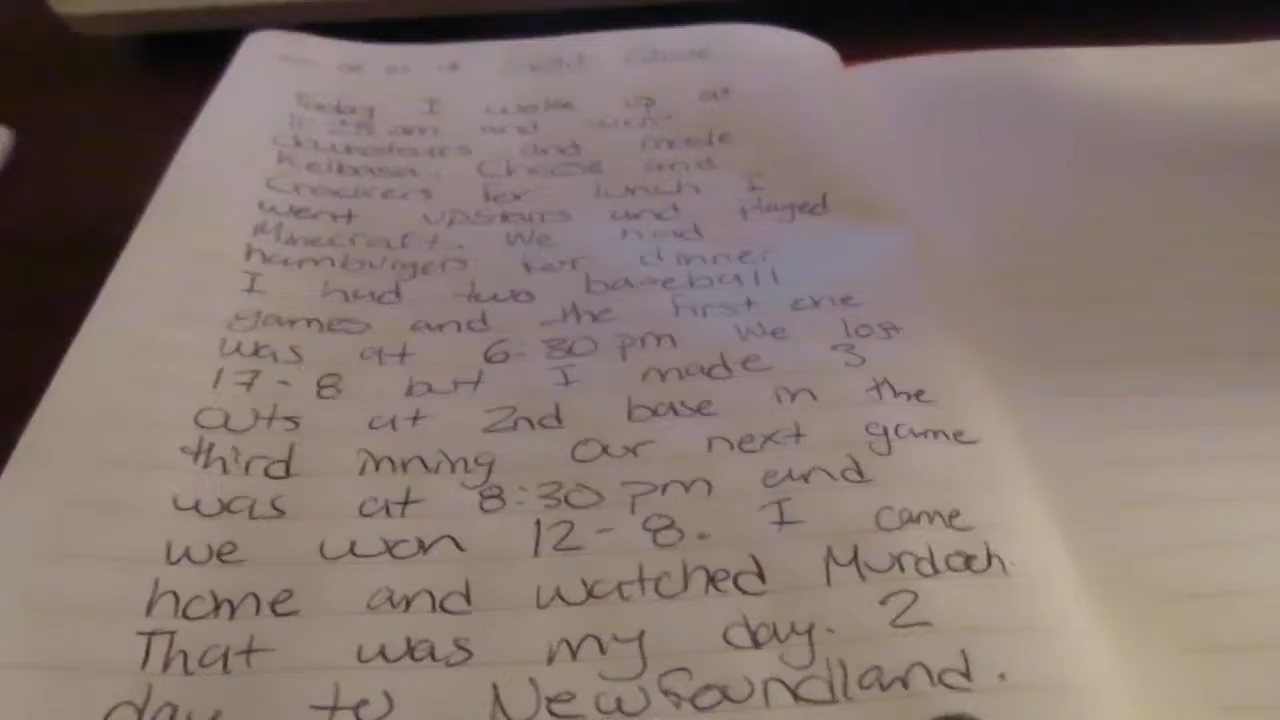 Today I woke up at
11:28 am and went
downstairs and made
Kelbasa. Cheese and
Crackers for lunch I
went upstairs and played
Minecraft. We had
hamburgers for dinner
I had two baseball
games and the first one
was at 6:30 pm We lost
17-8 but I made 3
outs at 2nd base in the
third inning Our next game
was at 8:30 pm and
we won 12-8. I came
home and watched Murdoch.
That was my day. 2
day to Newfoundland.